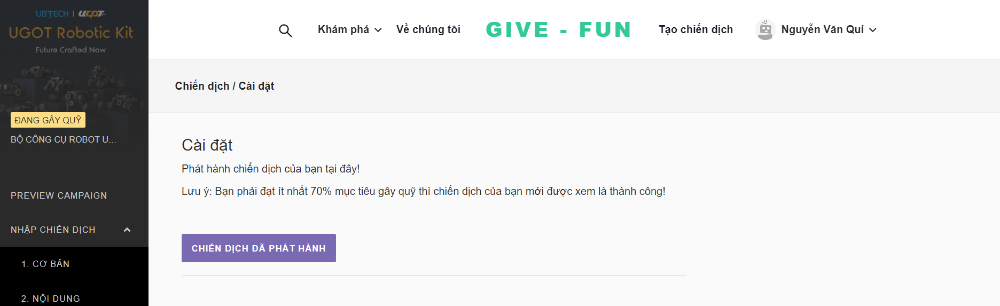 UBTECH | UGOT
UGOT Robotic Kit
Future Crafted Now
ĐANG GÂY QUỸ
BỘ CÔNG CỤ ROBOT U...
PREVIEW CAMPAIGN
NHẬP CHIẾN DỊCH
1. CƠ BẢN
2. NỘI DUNG
Khám phá Về chúng tôi GIVE - FUN Tạo chiến dịch Nguyễn Văn Quí
Chiến dịch / Cài đặt
Cài đặt
Phát hành chiến dịch của bạn tại đây!
Lưu ý: Bạn phải đạt ít nhất 70% mục tiêu gây quỹ thì chiến dịch của bạn mới được xem là thành công!
CHIẾN DỊCH ĐÃ PHÁT HÀNH